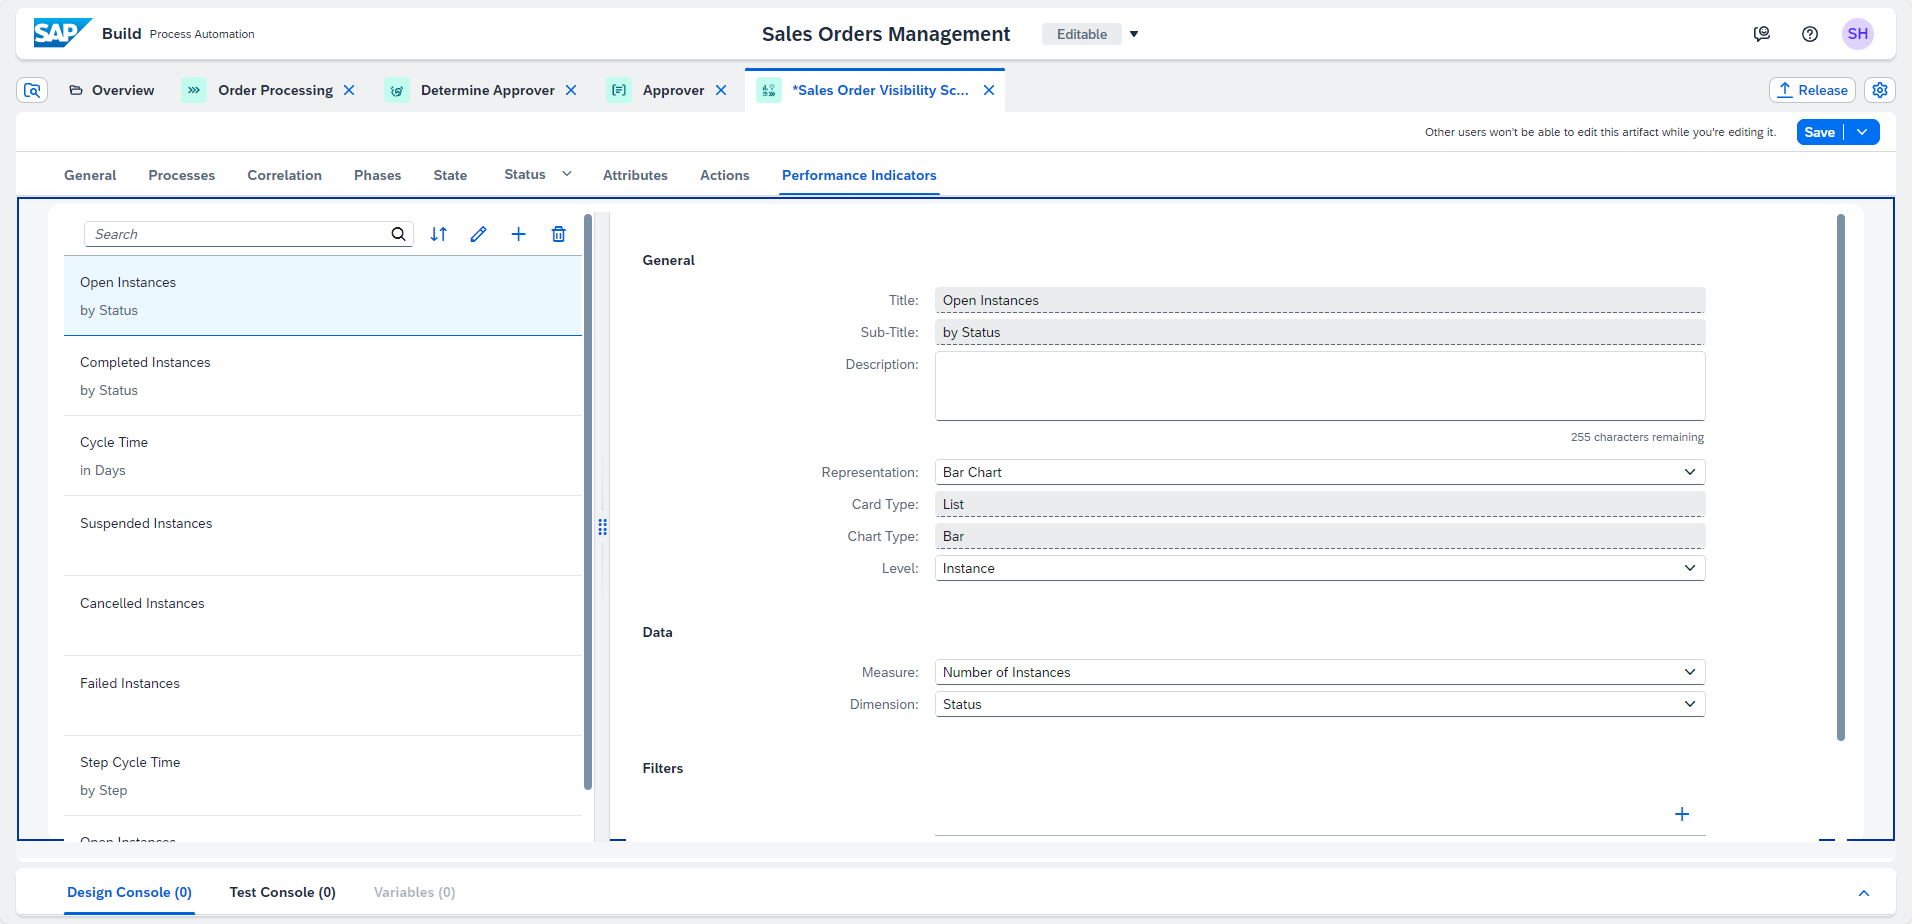 SAP Build Process Automation
Sales Orders Management
Editable
SH
Overview
Order Processing
Determine Approver
Approver
*Sales Order Visibility Sc...
Release
Other users won't be able to edit this artifact while you're editing it.
Save
General
Processes
Correlation
Phases
State
Status
Attributes
Actions
Performance Indicators
Search
Open Instances
by Status
Completed Instances
by Status
Cycle Time
in Days
Suspended Instances
Cancelled Instances
Failed Instances
Step Cycle Time
by Step
Open Instances
General
Title: Open Instances
Sub-Title: by Status
Description:
255 characters remaining
Representation: Bar Chart
Card Type: List
Chart Type: Bar
Level: Instance
Data
Measure: Number of Instances
Dimension: Status
Filters
Design Console (0)
Test Console (0)
Variables (0)